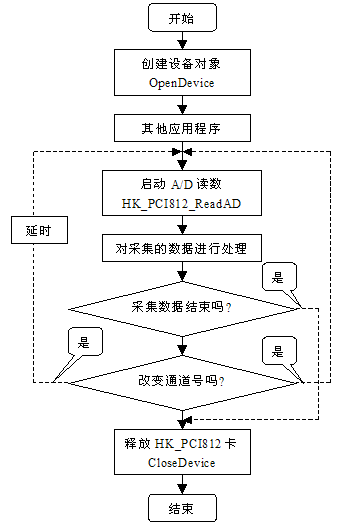 开始
创建设备对象
OpenDevice
其他应用程序
启动 A/D 读数
HK_PCI812_ReadAD
延时
对采集的数据进行处理
是
采集数据结束吗?
是
是
改变通道号吗?
释放 HK_PCI812 卡
CloseDevice
结束